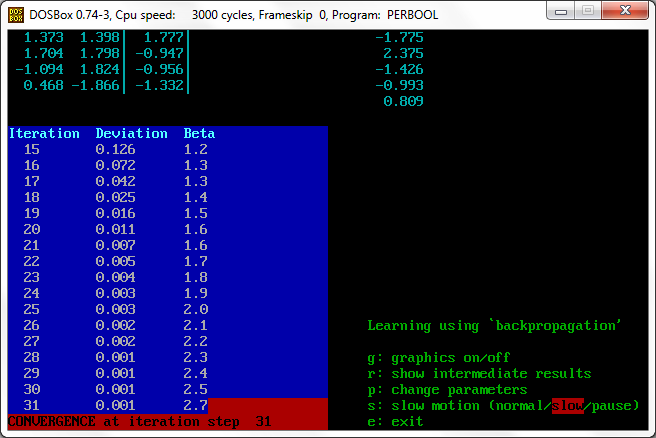 DOSBox 0.74-3, Cpu speed: 3000 cycles, Frameskip 0, Program: PERBOOL
1.373 1.398 1.777 -1.775
1.704 1.798 -0.947 2.375
-1.094 1.824 -0.956 -1.426
0.468 -1.866 -1.332 -0.993
0.809
Iteration Deviation Beta
15 0.126 1.2
16 0.072 1.3
17 0.042 1.3
18 0.025 1.4
19 0.016 1.5
20 0.011 1.6
21 0.007 1.6
22 0.005 1.7
23 0.004 1.8
24 0.003 1.9
25 0.003 2.0
26 0.002 2.1
27 0.002 2.2
28 0.001 2.3
29 0.001 2.4
30 0.001 2.5
31 0.001 2.7
CONVERGENCE at iteration step 31
Learning using `backpropagation'
g: graphics on/off
r: show intermediate results
p: change parameters
s: slow motion (normal/slow/pause)
e: exit